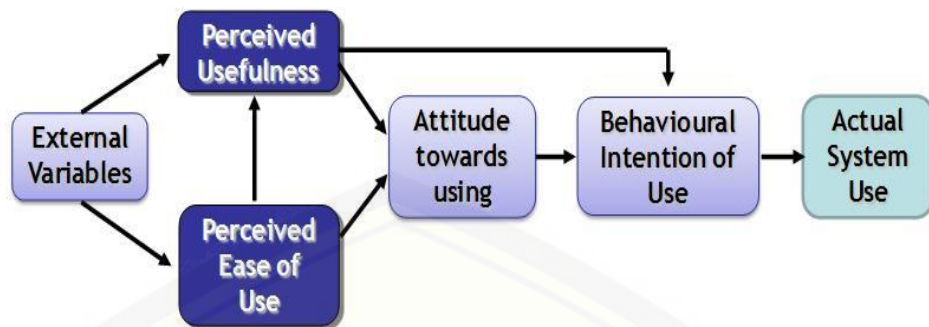 Perceived
Usefulness
External
Variables
Perceived
Ease of
Use
Attitude
towards
using
Behavioural
Intention of
Use
Actual
System
Use